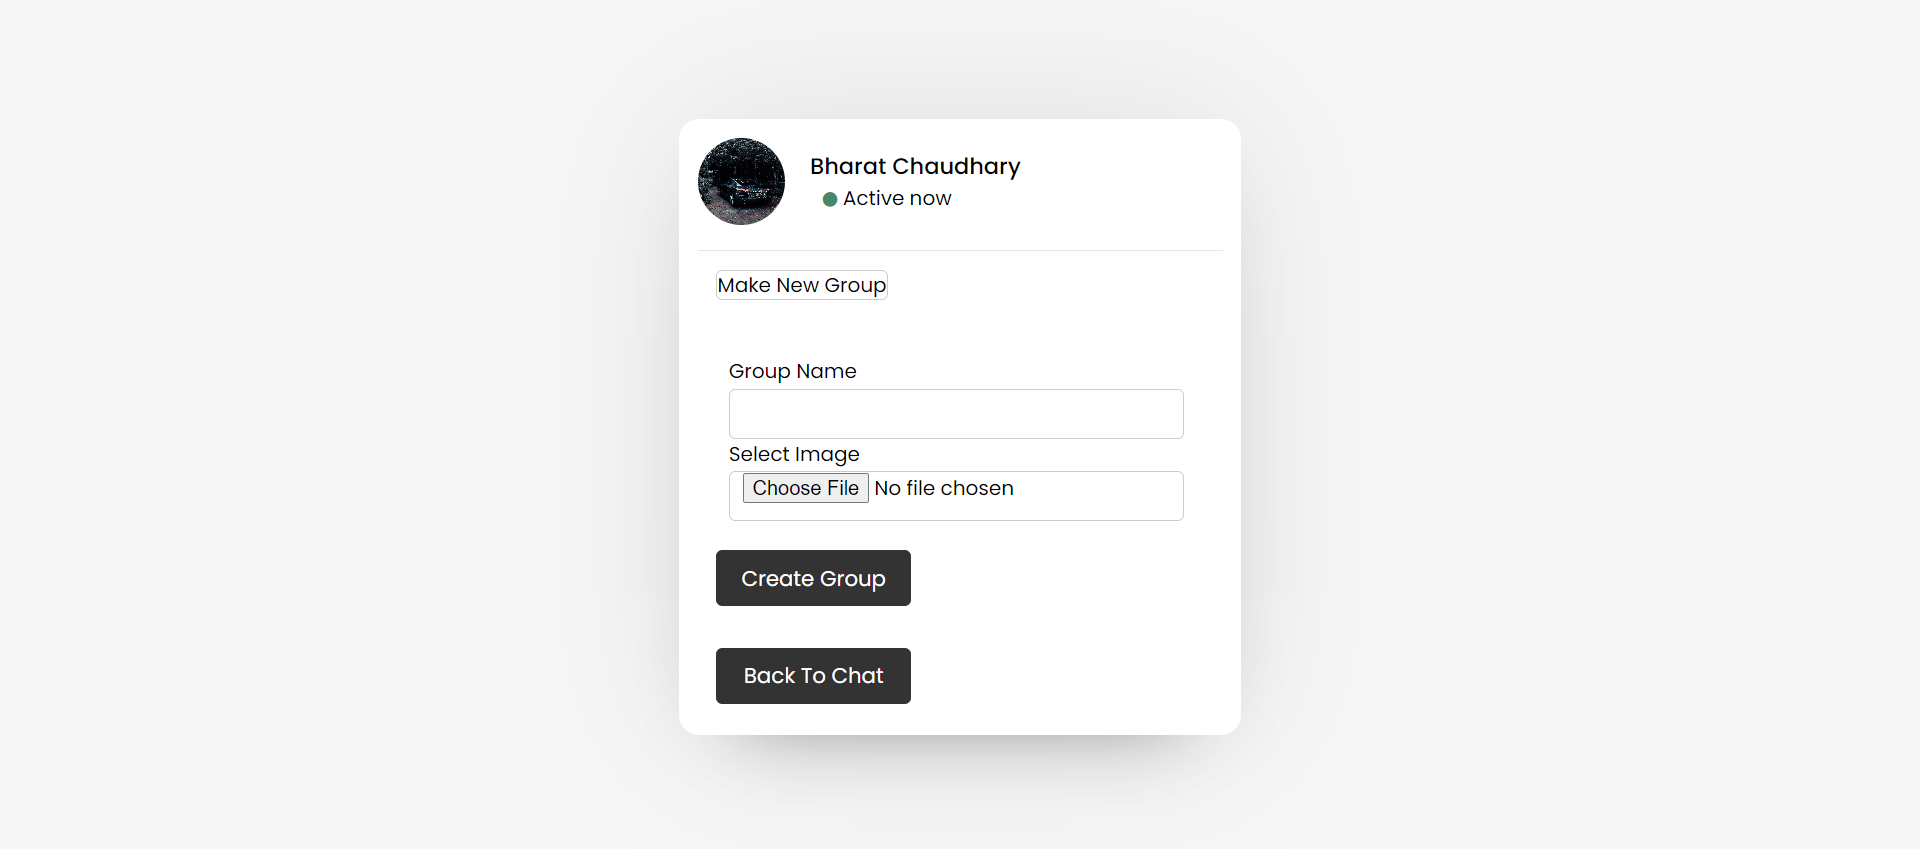 Bharat Chaudhary
Active now
Make New Group
Group Name
Select Image
Choose File No file chosen
Create Group
Back To Chat